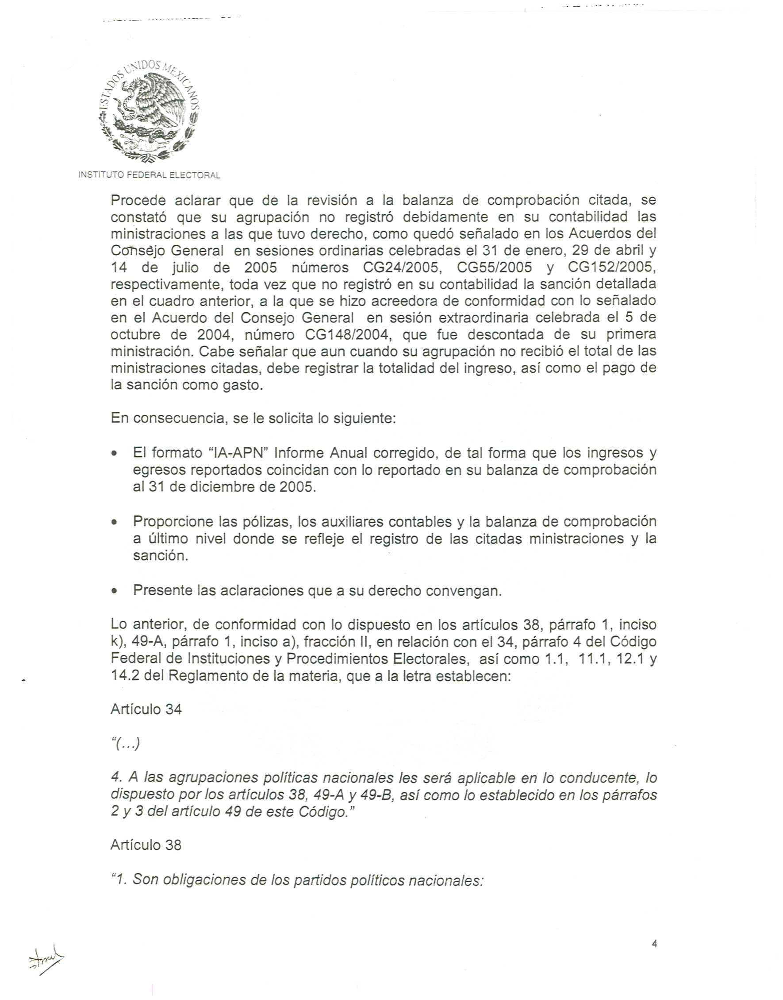 ESTADOS UNIDOS MEXICANOS
INSTITUTO FEDERAL ELECTORAL
Procede aclarar que de la revisión a la balanza de comprobación citada, se
constató que su agrupación no registró debidamente en su contabilidad las
ministraciones a las que tuvo derecho, como quedó señalado en los Acuerdos del
Consejo General en sesiones ordinarias celebradas el 31 de enero, 29 de abril y
14 de julio de 2005 números CG24/2005, CG55/2005 y CG152/2005,
respectivamente, toda vez que no registró en su contabilidad la sanción detallada
en el cuadro anterior, a la que se hizo acreedora de conformidad con lo señalado
en el Acuerdo del Consejo General en sesión extraordinaria celebrada el 5 de
octubre de 2004, número CG148/2004, que fue descontada de su primera
ministración. Cabe señalar que aun cuando su agrupación no recibió el total de las
ministraciones citadas, debe registrar la totalidad del ingreso, así como el pago de
la sanción como gasto.
En consecuencia, se le solicita lo siguiente:
• El formato “IA-APN” Informe Anual corregido, de tal forma que los ingresos y
egresos reportados coincidan con lo reportado en su balanza de comprobación
al 31 de diciembre de 2005.
• Proporcione las pólizas, los auxiliares contables y la balanza de comprobación
a último nivel donde se refleje el registro de las citadas ministraciones y la
sanción.
• Presente las aclaraciones que a su derecho convengan.
Lo anterior, de conformidad con lo dispuesto en los artículos 38, párrafo 1, inciso
k), 49-A, párrafo 1, inciso a), fracción II, en relación con el 34, párrafo 4 del Código
Federal de Instituciones y Procedimientos Electorales, así como 1.1, 11.1, 12.1 y
14.2 del Reglamento de la materia, que a la letra establecen:
Artículo 34
“(...)
4. A las agrupaciones políticas nacionales les será aplicable en lo conducente, lo
dispuesto por los artículos 38, 49-A y 49-B, así como lo establecido en los párrafos
2 y 3 del artículo 49 de este Código.”
Artículo 38
“1. Son obligaciones de los partidos políticos nacionales:
4